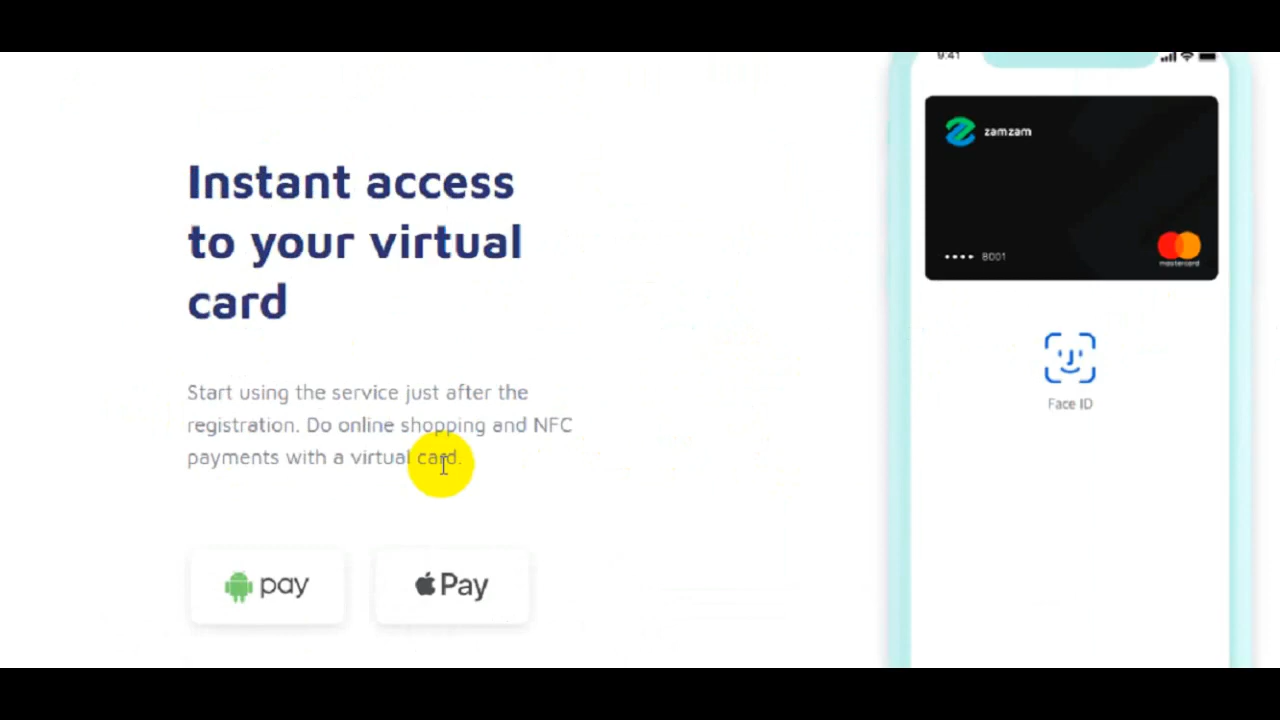 Instant access
to your virtual
card
Start using the service just after the
registration. Do online shopping and NFC
payments with a virtual card.
pay
Pay
9:41
zamzam
•••• 8001
mastercard
Face ID